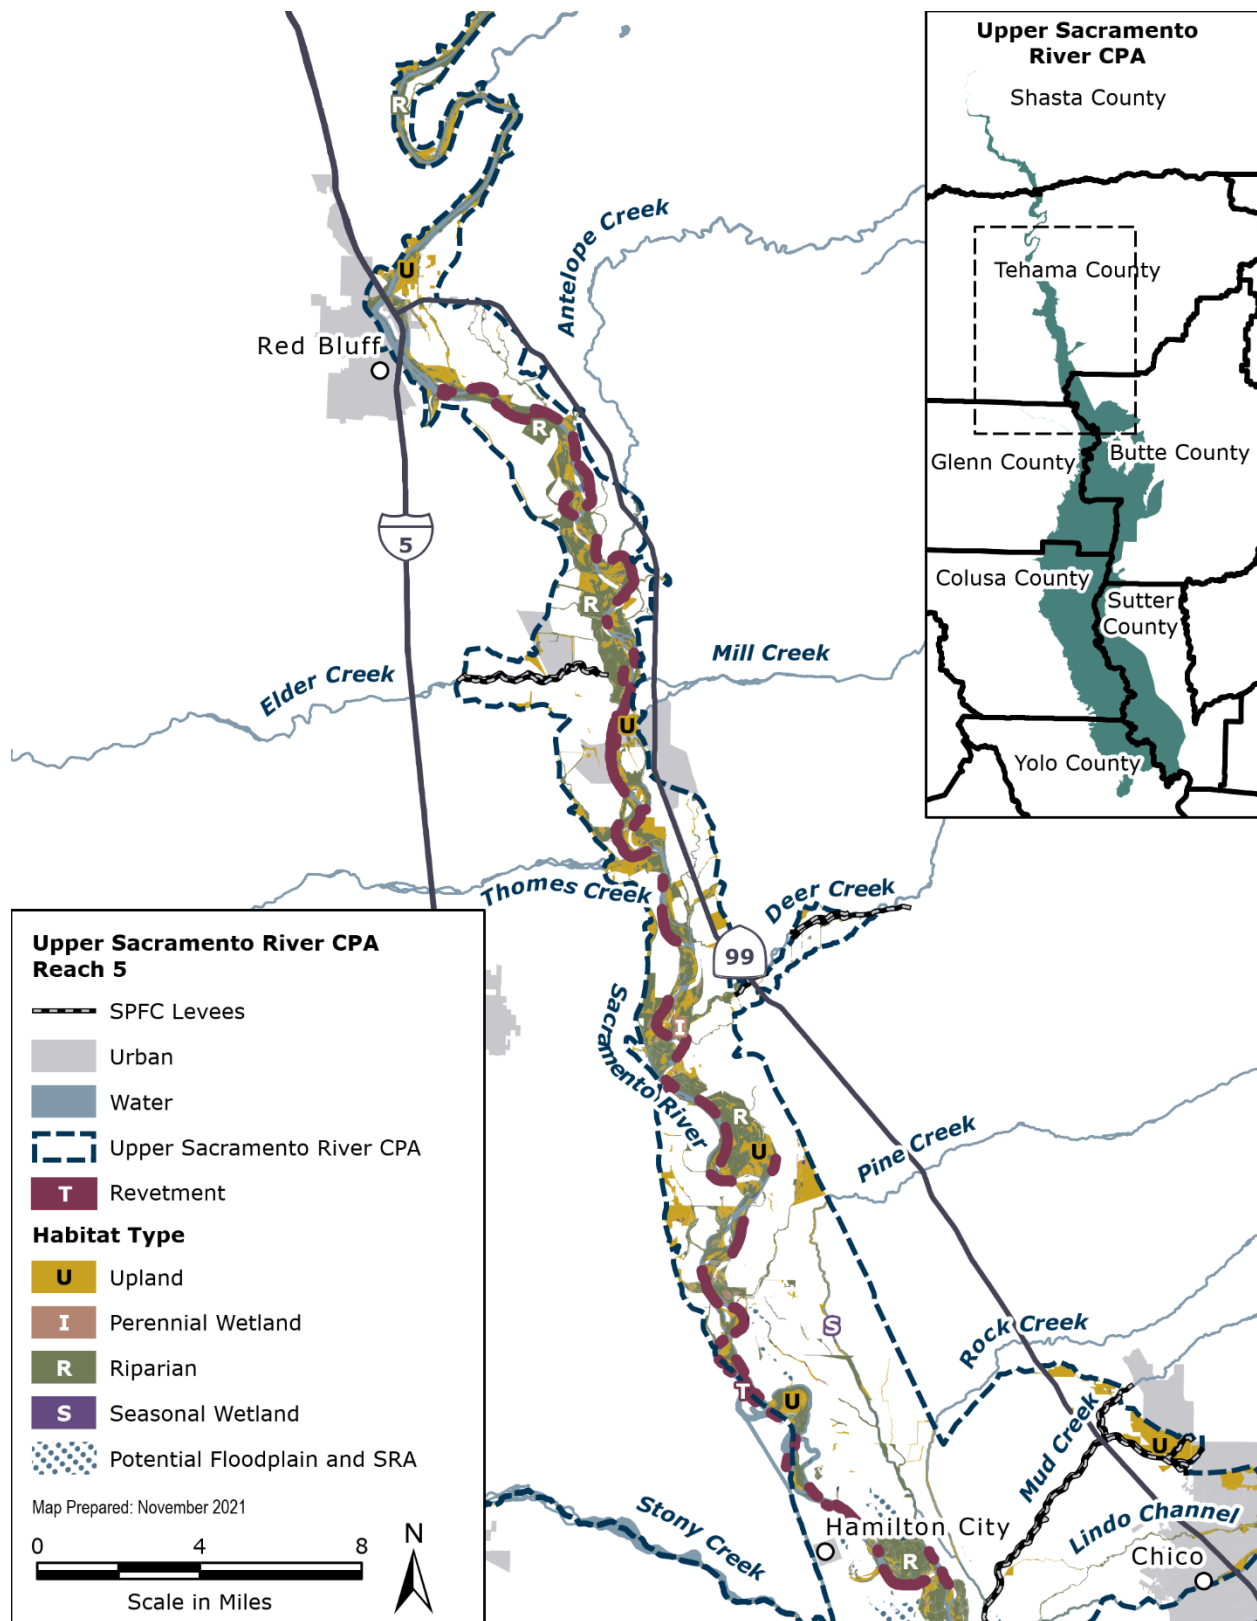 Upper Sacramento
River CPA
Shasta County
Tehama County
Glenn County
Butte County
Colusa County
Sutter
County
Yolo County
R
U
Antelope Creek
Red Bluff
R
5
R
Elder Creek
Mill Creek
U
Thomes Creek
Deer Creek
99
I
Sacramento River
R
U
Pine Creek
S
Rock Creek
T
U
Mud Creek
U
Stony Creek
Hamilton City
Lindo Channel
R
Chico
Upper Sacramento River CPA
Reach 5
SPFC Levees
Urban
Water
Upper Sacramento River CPA
T Revetment
Habitat Type
U Upland
I Perennial Wetland
R Riparian
S Seasonal Wetland
Potential Floodplain and SRA
Map Prepared: November 2021
0 4 8
N
Scale in Miles